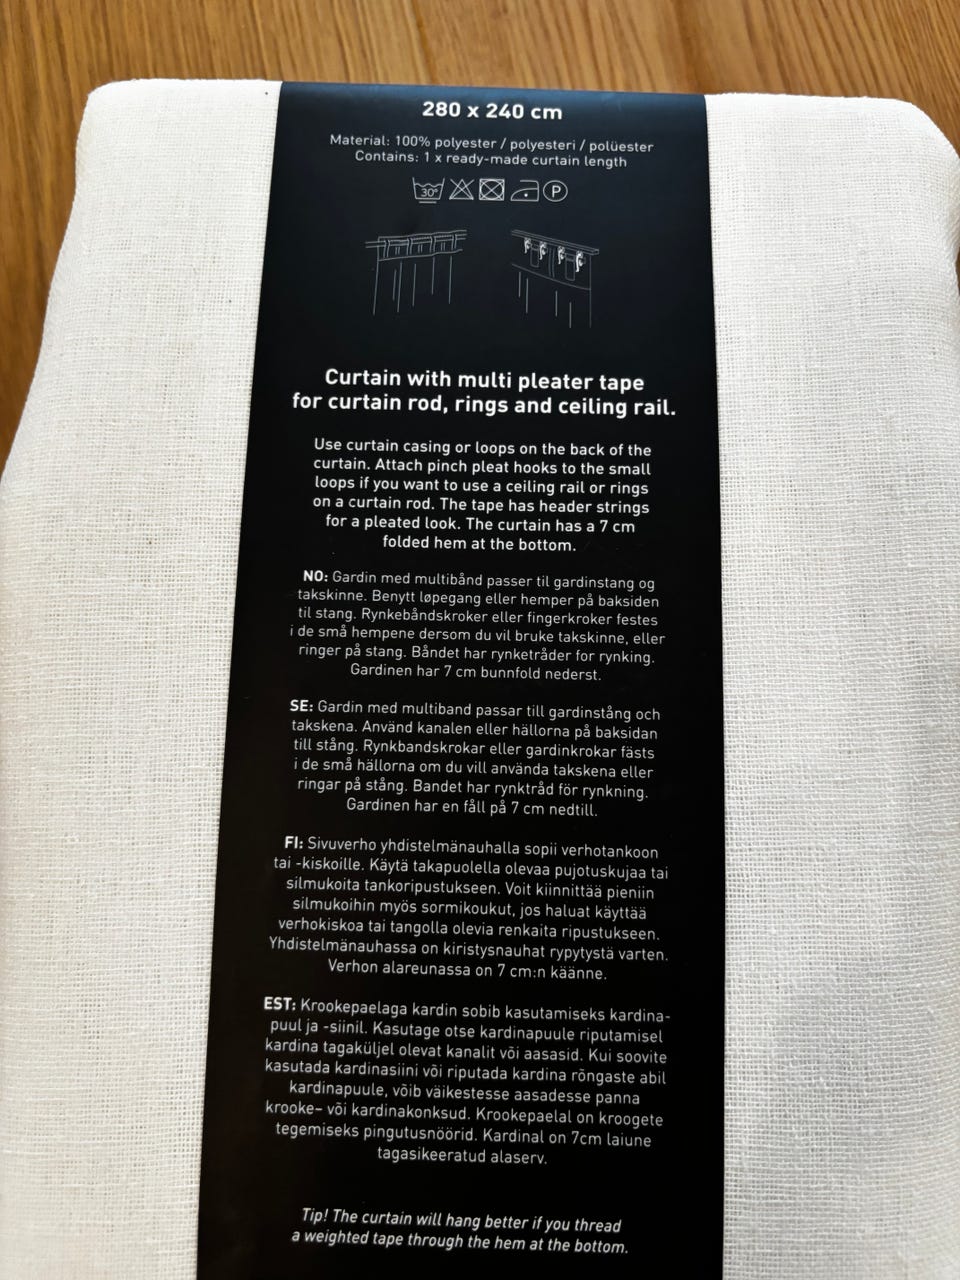 280 x 240 cm
Material: 100% polyester / polyesteri / polüester
Contains: 1 x ready-made curtain length
30° P
Curtain with multi pleater tape
for curtain rod, rings and ceiling rail.
Use curtain casing or loops on the back of the
curtain. Attach pinch pleat hooks to the small
loops if you want to use a ceiling rail or rings
on a curtain rod. The tape has header strings
for a pleated look. The curtain has a 7 cm
folded hem at the bottom.
NO: Gardin med multibånd passer til gardinstang og
takskinne. Benytt løpegang eller hemper på baksiden
til stang. Rynkebåndskroker eller fingerkroker festes
i de små hempene dersom du vil bruke takskinne, eller
ringer på stang. Båndet har rynketråder for rynking.
Gardinen har 7 cm bunnfold nederst.
SE: Gardin med multiband passar till gardinstång och
takskena. Använd kanalen eller hällorna på baksidan
till stång. Rynkbandskrokar eller gardinkrokar fästs
i de små hällorna om du vill använda takskena eller
ringar på stång. Bandet har rynktråd för rynkning.
Gardinen har en fåll på 7 cm nedtill.
FI: Sivuverho yhdistelmänauhalla sopii verhotankoon
tai -kiskoille. Käytä takapuolella olevaa pujotuskujaa tai
silmukoita tankoripustukseen. Voit kiinnittää pieniin
silmukoihin myös sormikoukut, jos haluat käyttää
verhokiskoa tai tangolla olevia renkaita ripustukseen.
Yhdistelmänauhassa on kiristysnauhat rypytystä varten.
Verhon alareunassa on 7 cm:n käänne.
EST: Krookepaelaga kardin sobib kasutamiseks kardina-
puul ja -siinil. Kasutage otse kardinapuule riputamisel
kardina tagaküljel olevat kanalit või aasasid. Kui soovite
kasutada kardinasiini või riputada kardina rõngaste abil
kardinapuule, võib väikestesse aasadesse panna
krooke– või kardinakonksud. Krookepaelal on kroogete
tegemiseks pingutusnöörid. Kardinal on 7cm laiune
tagasikeeratud alaserv.
Tip! The curtain will hang better if you thread
a weighted tape through the hem at the bottom.